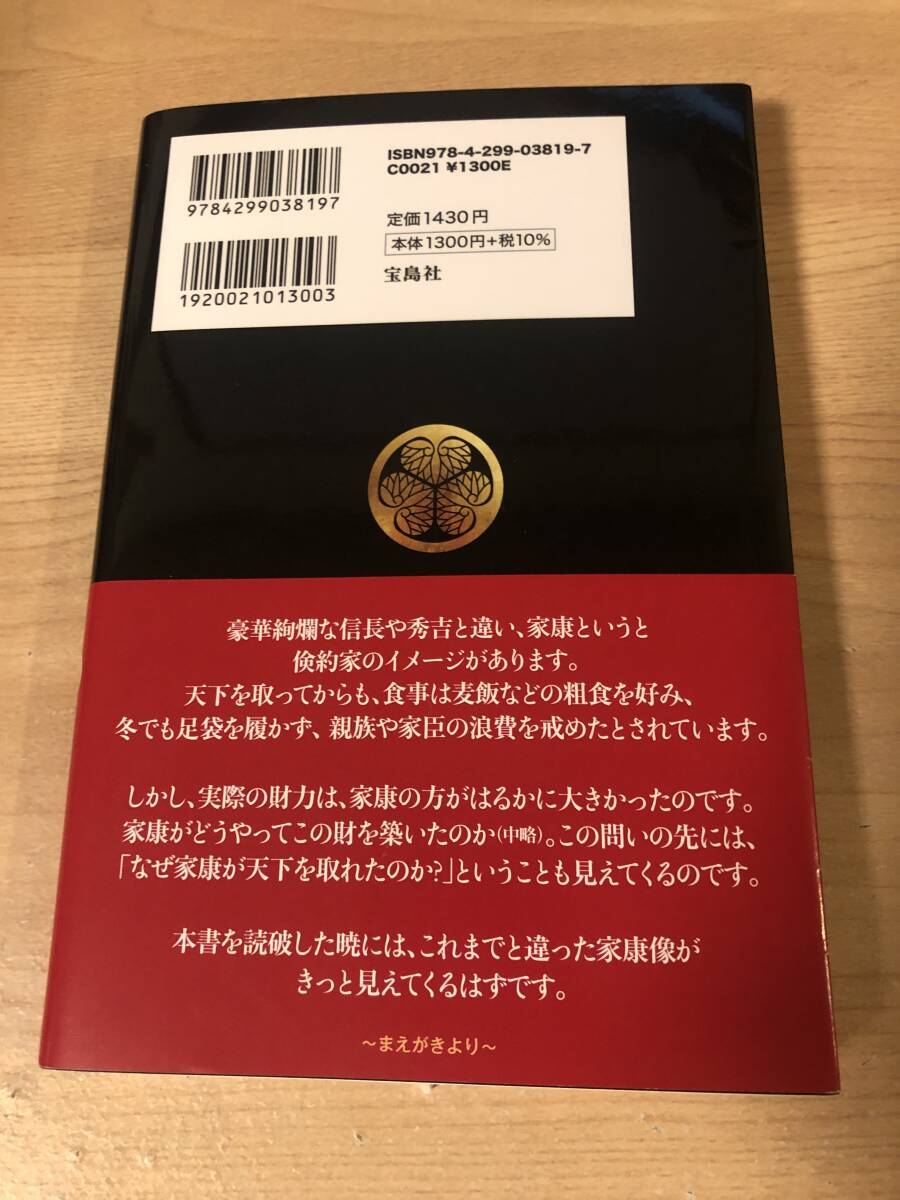 ISBN978-4-299-03819-7
C0021 ¥1300E
9784299038197
定価1430円
本体1300円+税10%
宝島社
1920021013003
豪華絢爛な信長や秀吉と違い、家康というと
倹約家のイメージがあります。
天下を取ってからも、食事は麦飯などの粗食を好み、
冬でも足袋を履かず、親族や家臣の浪費を戒めたとされています。
しかし、実際の財力は、家康の方がはるかに大きかったのです。
家康がどうやってこの財を築いたのか(中略)。この問いの先には、
「なぜ家康が天下を取れたのか?」ということも見えてくるのです。
本書を読破した暁には、これまでと違った家康像が
きっと見えてくるはずです。
〜まえがきより〜